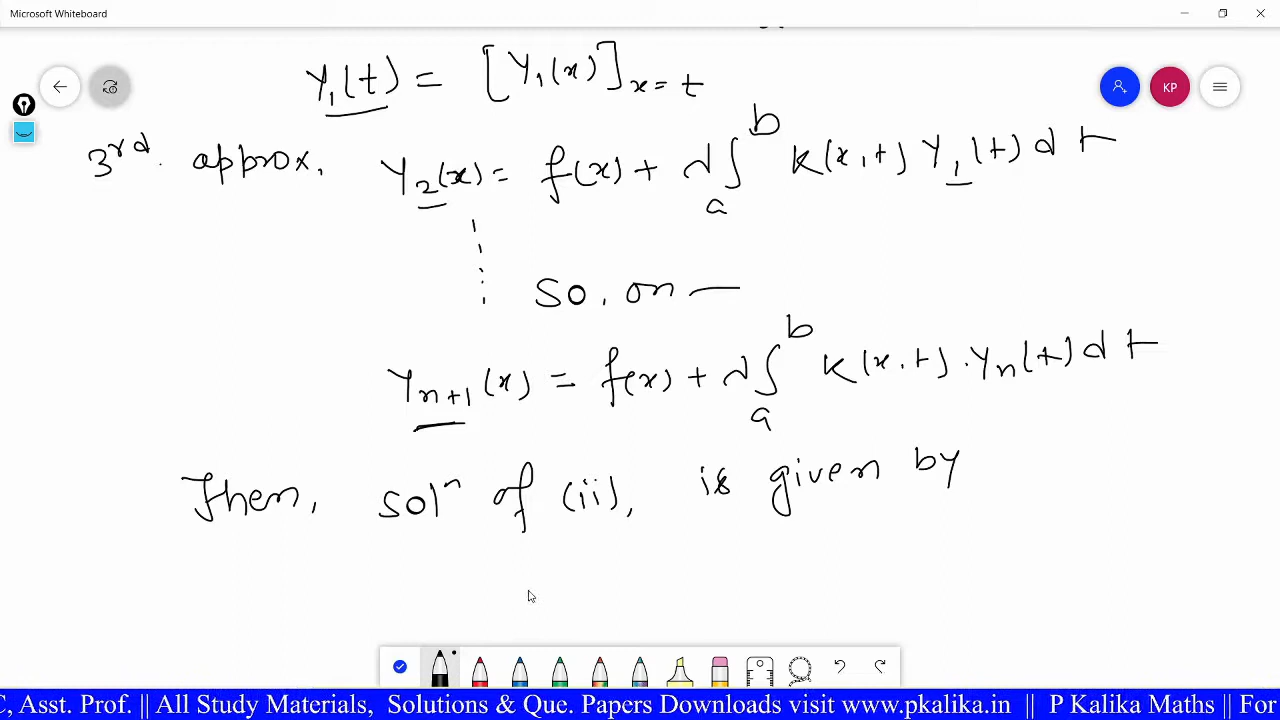 Microsoft Whiteboard
Y₁(t) = [Y₁(x)]ₓ₌ₜ
KP
3rd. approx. Y₂(x) = f(x) + λ∫ₐᵇ K(x,t) Y₁(t) dt
So, on —
Yₙ₊₁(x) = f(x) + λ∫ₐᵇ K(x,t).Yₙ(t) dt
Then, solⁿ of (ii), is given by
C, Asst. Prof. || All Study Materials, Solutions & Que. Papers Downloads visit www.pkalika.in || P Kalika Maths || For